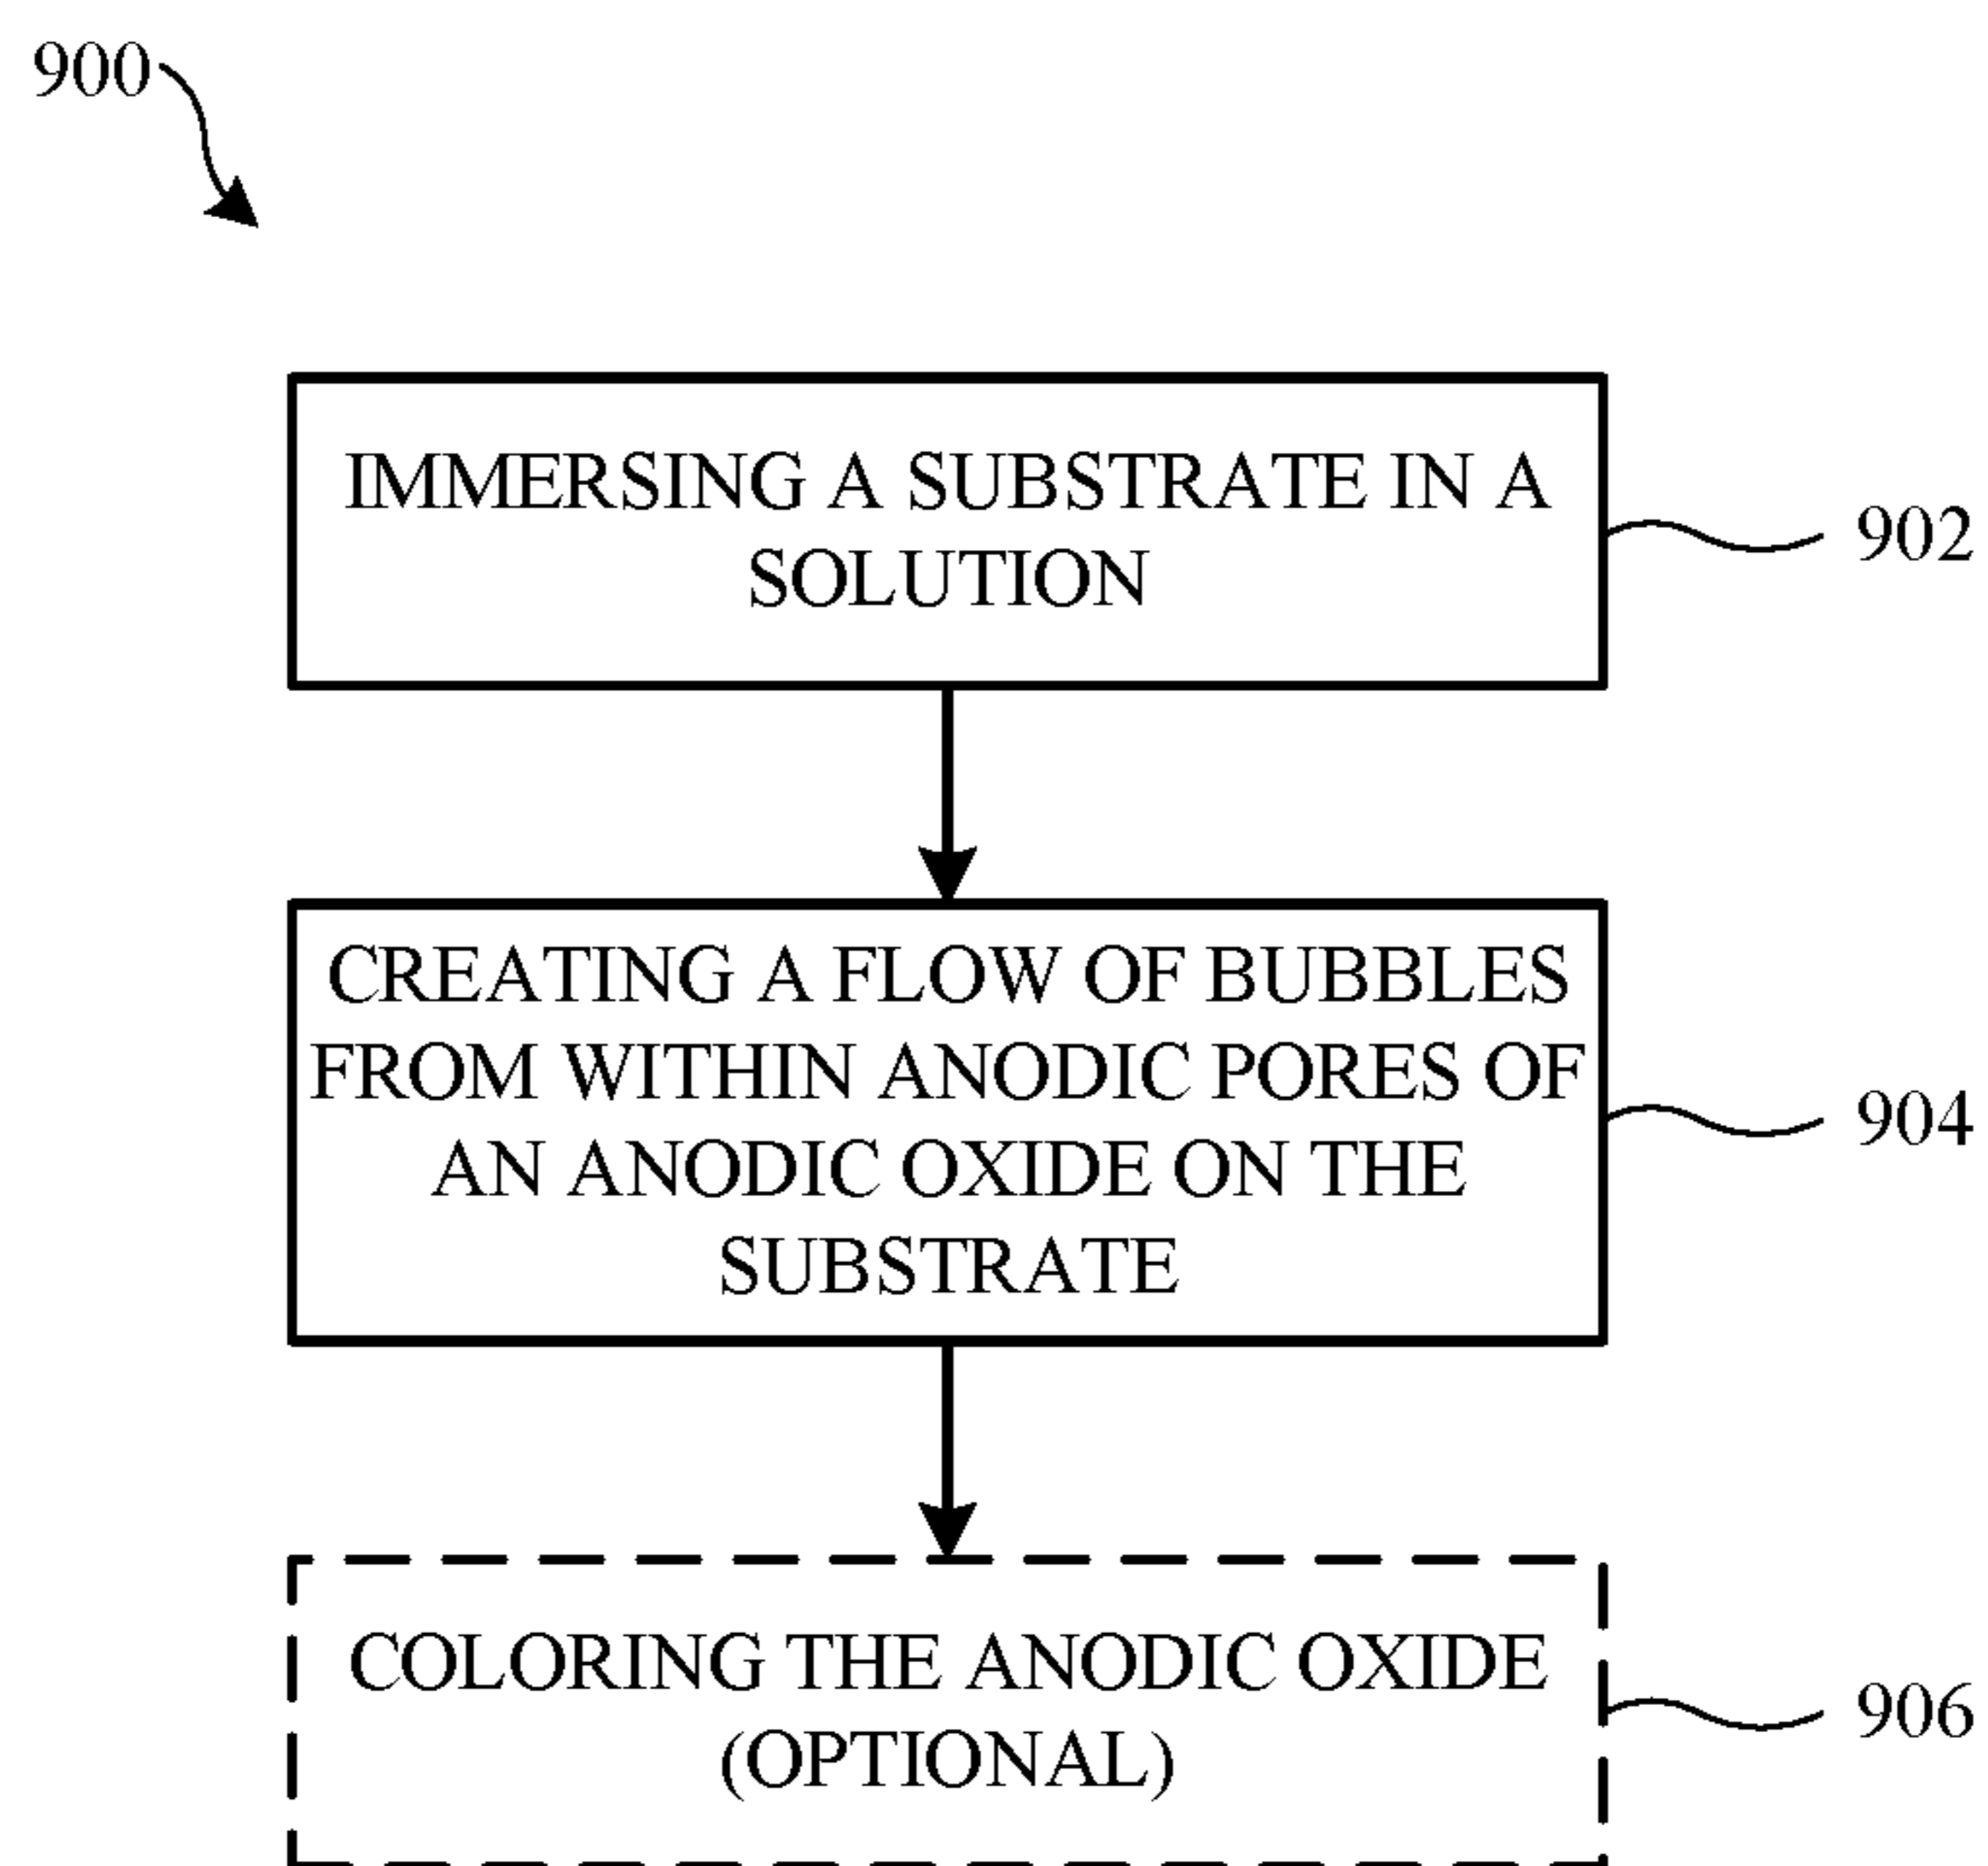 900
IMMERSING A SUBSTRATE IN A
SOLUTION
902
CREATING A FLOW OF BUBBLES
FROM WITHIN ANODIC PORES OF
AN ANODIC OXIDE ON THE
SUBSTRATE
904
COLORING THE ANODIC OXIDE
(OPTIONAL)
906